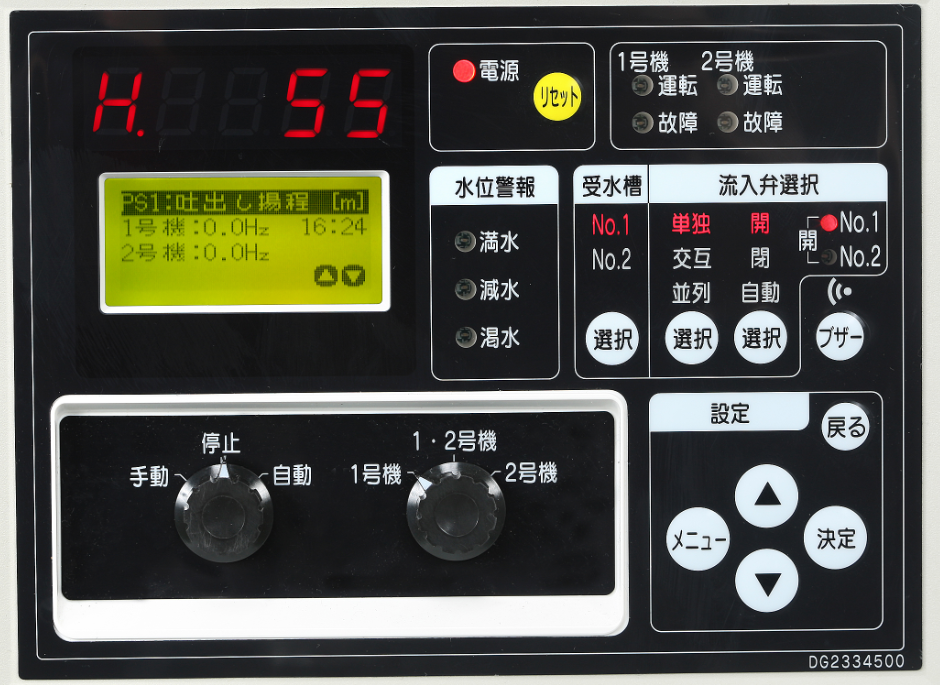 H. 55
PS1:吐出し揚程 [m]
1号機:0.0Hz 16:24
2号機:0.0Hz
電源
リセット
1号機 2号機
運転 運転
故障 故障
水位警報
満水
減水
渇水
受水槽
No.1
No.2
選択
流入弁選択
単独 開
交互 閉
並列 自動
選択 選択
開
No.1
No.2
ブザー
手動 停止 自動
1号機 1・2号機 2号機
設定
戻る
▲
メニュー
決定
▼
DG2334500